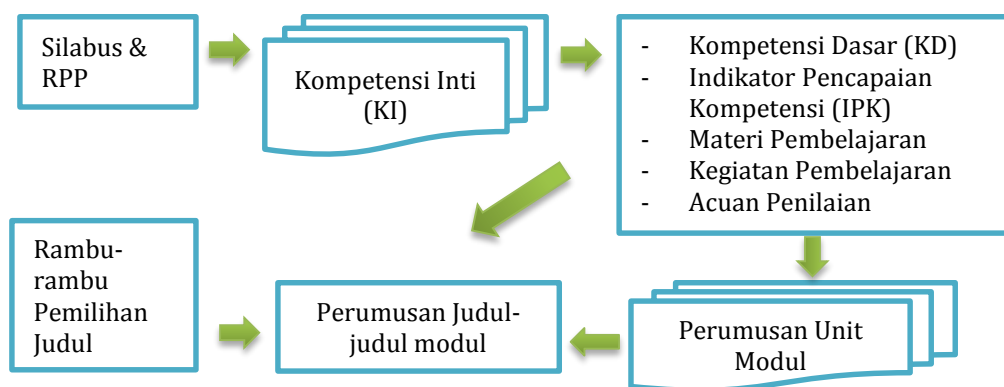 Silabus &
RPP
Kompetensi Inti
(KI)
- Kompetensi Dasar (KD)
- Indikator Pencapaian
Kompetensi (IPK)
- Materi Pembelajaran
- Kegiatan Pembelajaran
- Acuan Penilaian
Rambu-
rambu
Pemilihan
Judul
Perumusan Judul-
judul modul
Perumusan Unit
Modul